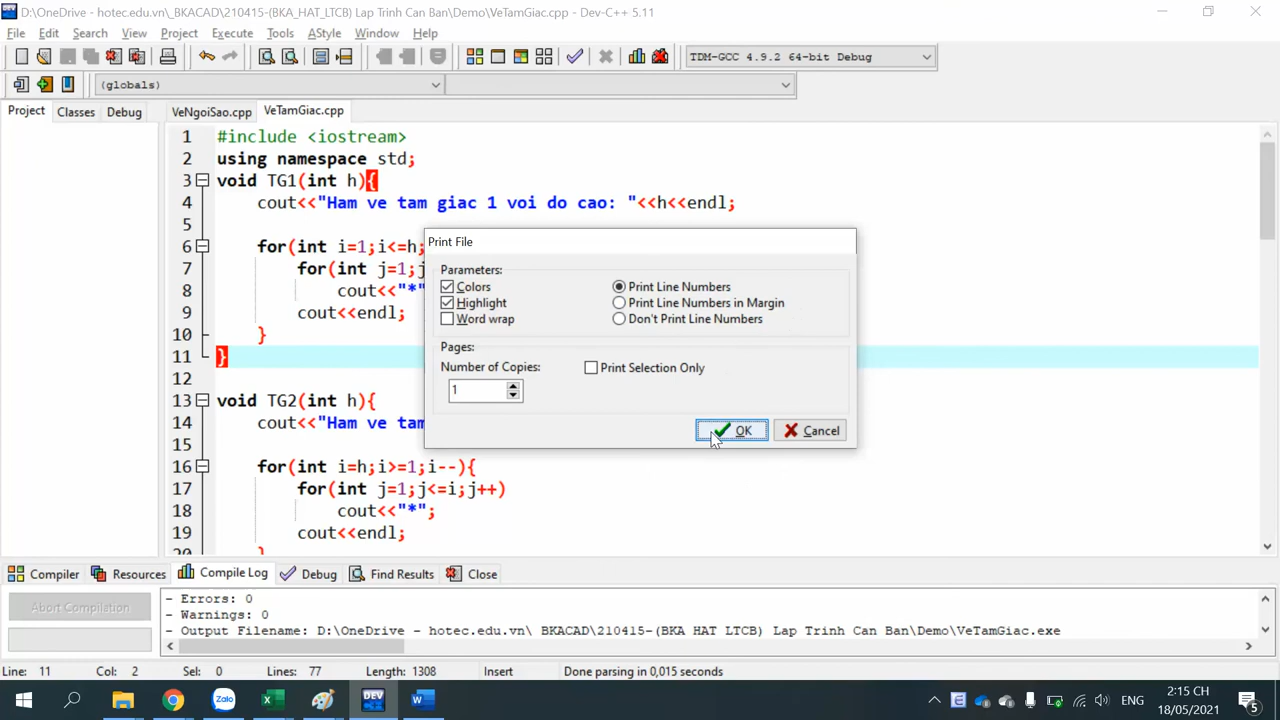 D:\OneDrive - hotec.edu.vn\_BKACAD\210415-(BKA_HAT_LTCB) Lap Trinh Can Ban\Demo\VeTamGiac.cpp - Dev-C++ 5.11
File Edit Search View Project Execute Tools AStyle Window Help
TDM-GCC 4.9.2 64-bit Debug
(globals)
Project Classes Debug VeNgoiSao.cpp VeTamGiac.cpp
1 #include <iostream>
2 using namespace std;
3 void TG1(int h){
4 cout<<"Ham ve tam giac 1 voi do cao: "<<h<<endl;
5
6 for(int i=1;i<=h;
7 for(int j=1;j
8 cout<<"*"
9 cout<<endl;
10 }
11 }
12
13 void TG2(int h){
14 cout<<"Ham ve tam
15
16 for(int i=h;i>=1;i--){
17 for(int j=1;j<=i;j++)
18 cout<<"*";
19 cout<<endl;
20 }
Print File
Parameters:
Colors Print Line Numbers
Highlight Print Line Numbers in Margin
Word wrap Don't Print Line Numbers
Pages:
Number of Copies: Print Selection Only
1
OK Cancel
Compiler Resources Compile Log Debug Find Results Close
Abort Compilation
- Errors: 0
- Warnings: 0
- Output Filename: D:\OneDrive - hotec.edu.vn\_BKACAD\210415-(BKA_HAT_LTCB) Lap Trinh Can Ban\Demo\VeTamGiac.exe
Line: 11 Col: 2 Sel: 0 Lines: 77 Length: 1308 Insert Done parsing in 0,015 seconds
Zalo DEV ENG 2:15 CH
18/05/2021 5